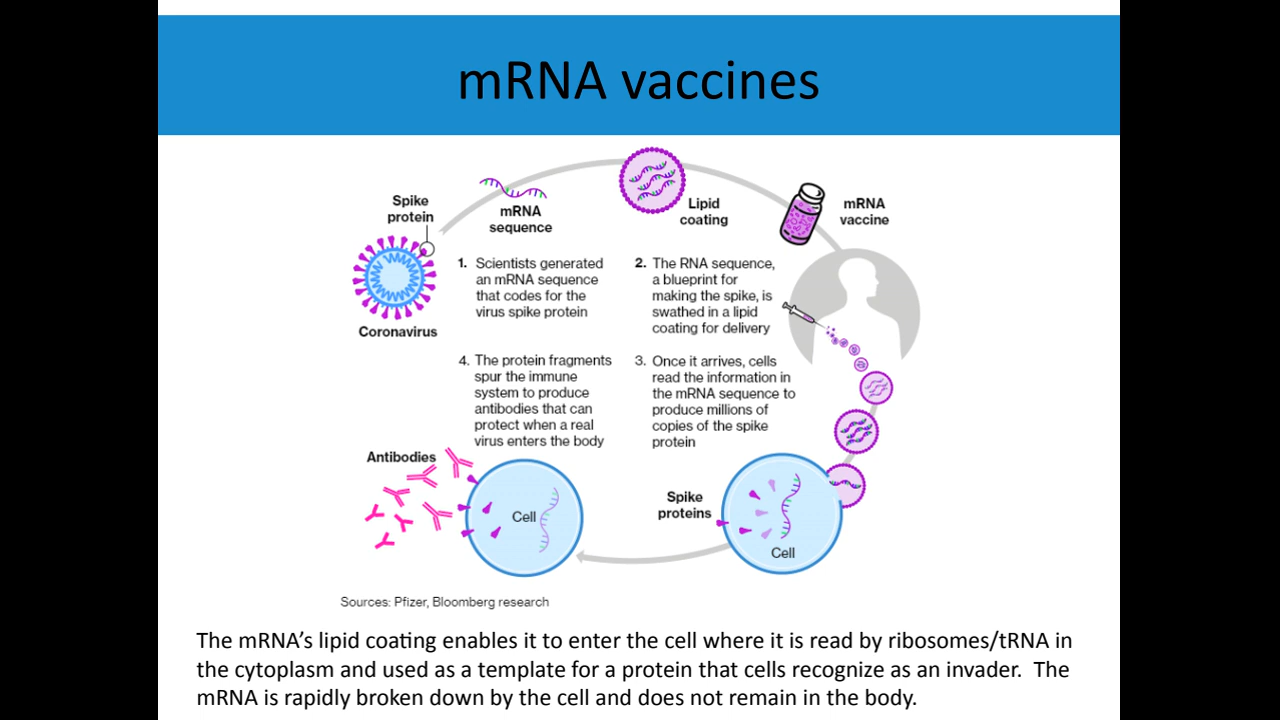 mRNA vaccines
Spike
protein
mRNA
sequence
Lipid
coating
mRNA
vaccine
Coronavirus
1. Scientists generated
an mRNA sequence
that codes for the
virus spike protein
2. The RNA sequence,
a blueprint for
making the spike, is
swathed in a lipid
coating for delivery
4. The protein fragments
spur the immune
system to produce
antibodies that can
protect when a real
virus enters the body
3. Once it arrives, cells
read the information in
the mRNA sequence to
produce millions of
copies of the spike
protein
Antibodies
Cell
Spike
proteins
Cell
Sources: Pfizer, Bloomberg research
The mRNA’s lipid coating enables it to enter the cell where it is read by ribosomes/tRNA in
the cytoplasm and used as a template for a protein that cells recognize as an invader.  The
mRNA is rapidly broken down by the cell and does not remain in the body.